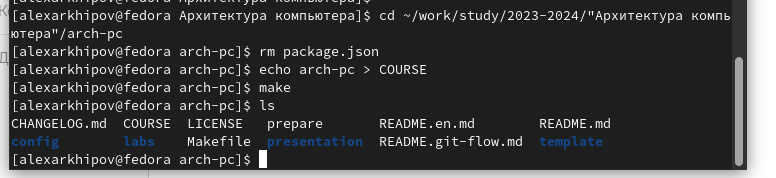 [alexarkhipov@fedora Архитектура компьютера]$ cd ~/work/study/2023-2024/"Архитектура компь
ютера"/arch-pc
[alexarkhipov@fedora arch-pc]$ rm package.json
[alexarkhipov@fedora arch-pc]$ echo arch-pc > COURSE
[alexarkhipov@fedora arch-pc]$ make
[alexarkhipov@fedora arch-pc]$ ls
CHANGELOG.md  COURSE  LICENSE   prepare       README.en.md        README.md
config        labs    Makefile  presentation  README.git-flow.md  template
[alexarkhipov@fedora arch-pc]$